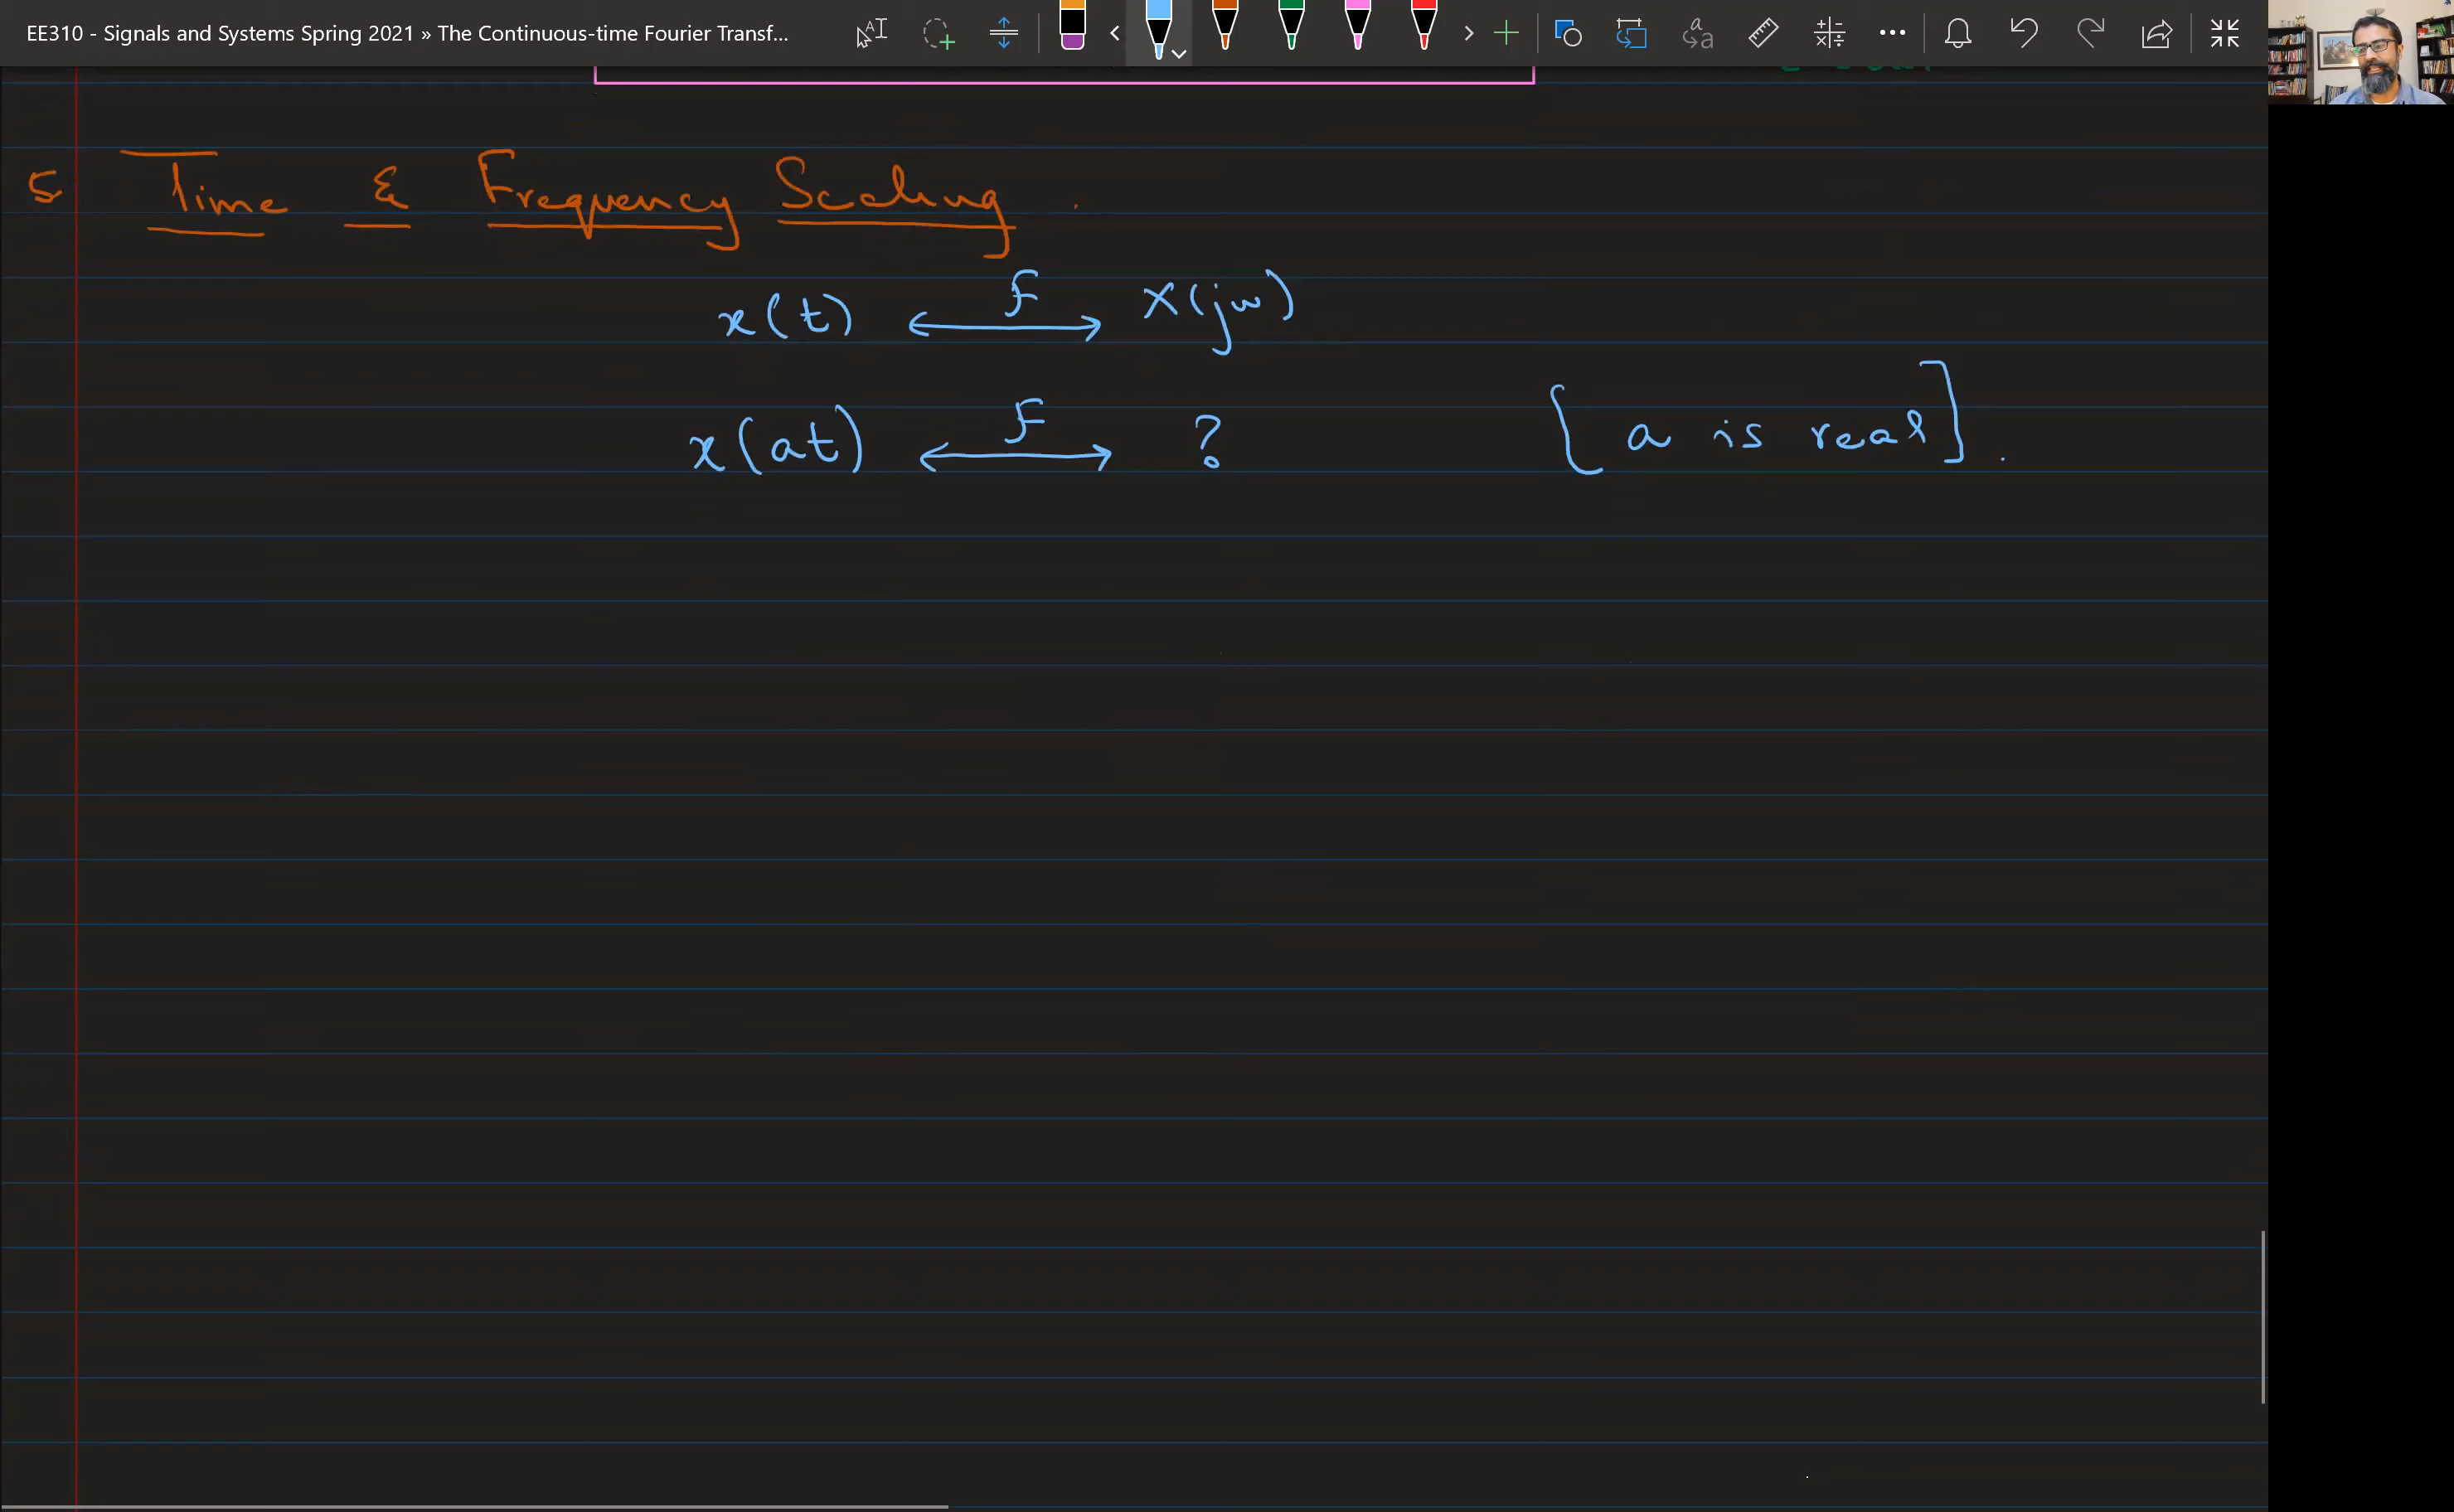 EE310 - Signals and Systems Spring 2021 » The Continuous-time Fourier Transf...
5 Time & Frequency Scaling.
x(t) ⟷ F X(jω)
x(at) ⟷ F ? [a is real].